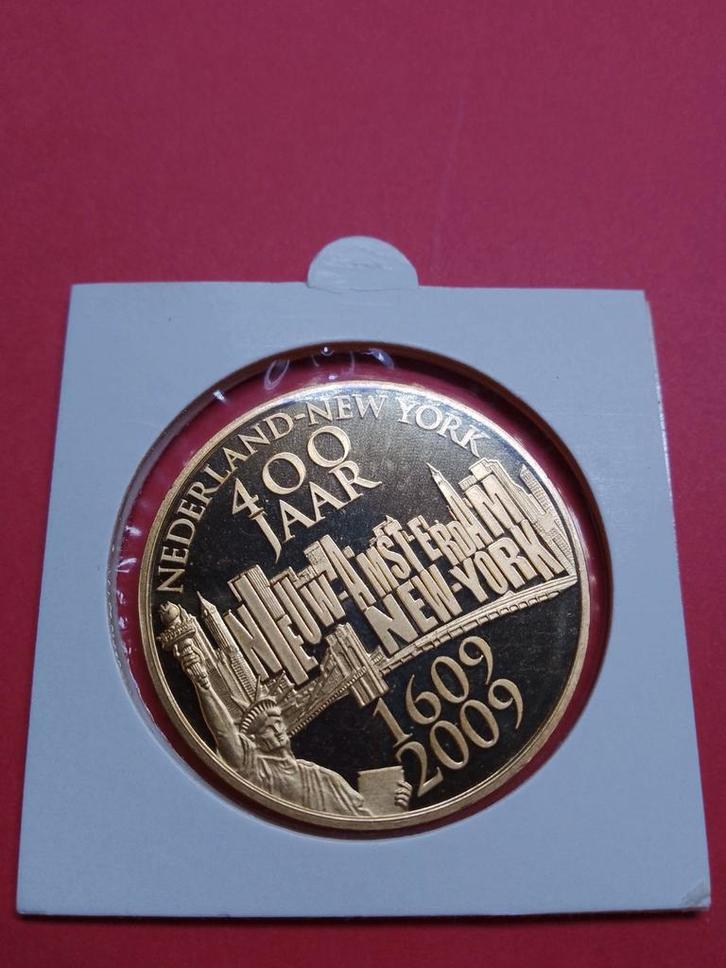 NEDERLAND-NEW YORK
400
JAAR
NIEUW-AMSTERDAM
NEW-YORK
1609
2009